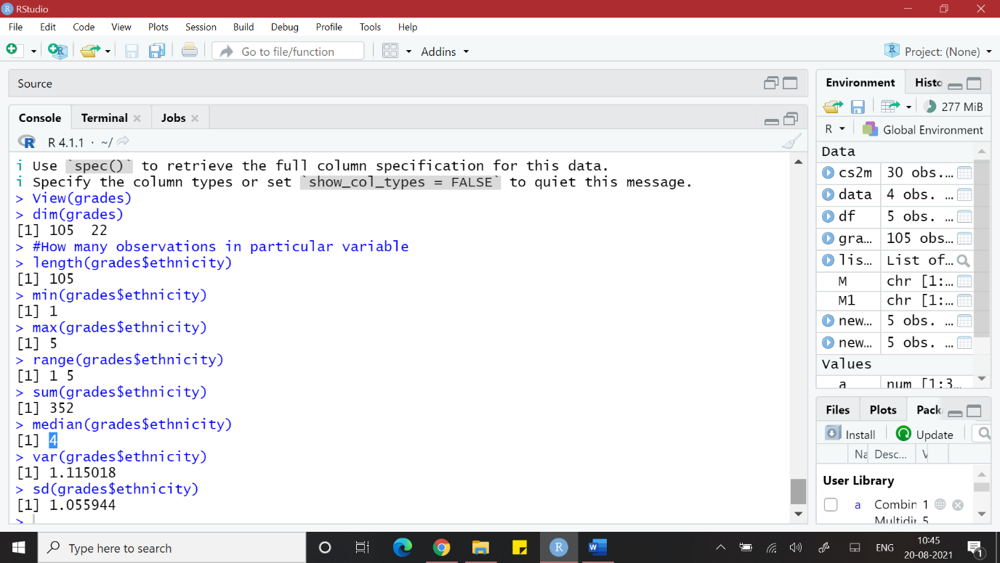 RStudio
File Edit Code View Plots Session Build Debug Profile Tools Help
Go to file/function Addins Project: (None)
Source
Console Terminal Jobs
R 4.1.1 · ~/
i Use `spec()` to retrieve the full column specification for this data.
i Specify the column types or set `show_col_types = FALSE` to quiet this message.
> View(grades)
> dim(grades)
[1] 105  22
> #How many observations in particular variable
> length(grades$ethnicity)
[1] 105
> min(grades$ethnicity)
[1] 1
> max(grades$ethnicity)
[1] 5
> range(grades$ethnicity)
[1] 1 5
> sum(grades$ethnicity)
[1] 352
> median(grades$ethnicity)
[1] 4
> var(grades$ethnicity)
[1] 1.115018
> sd(grades$ethnicity)
[1] 1.055944
>
Environment Histo
277 MiB
R Global Environment
Data
cs2m 30 obs....
data 4 obs. ...
df 5 obs. ...
gra... 105 obs...
lis... List of...
M chr [1:...
M1 chr [1:...
new... 5 obs. ...
new... 5 obs. ...
Values
a num [1:3...
Files Plots Pack
Install Update
Na Desc... V
User Library
a Combin 1
Multidir 5
Type here to search
ENG
10:45
20-08-2021
1